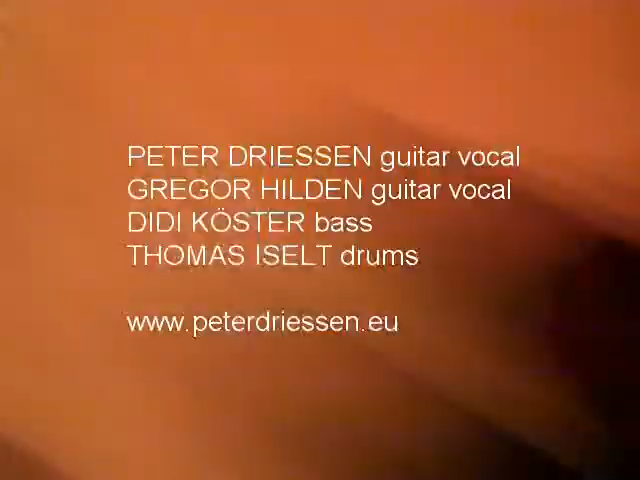 PETER DRIESSEN guitar vocal
GREGOR HILDEN guitar vocal
DIDI KÖSTER bass
THOMAS ISELT drums
www.peterdriessen.eu